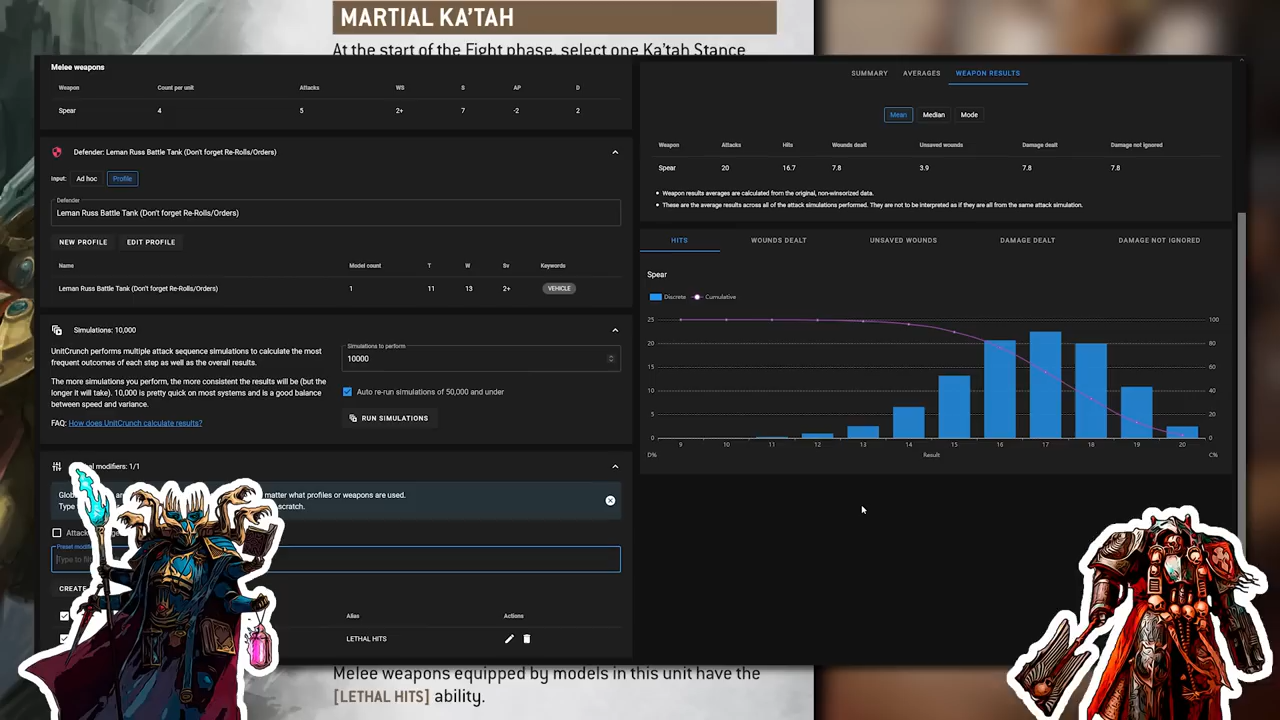 MARTIAL KA'TAH
At the start of the Fight phase, select one Ka'tah Stance
Melee weapons
Weapon Count per unit Attacks WS S AP D
Spear 4 5 2+ 7 -2 2
Defender: Leman Russ Battle Tank (Don't forget Re-Rolls/Orders)
Input: Ad hoc Profile
Defender
Leman Russ Battle Tank (Don't forget Re-Rolls/Orders)
NEW PROFILE EDIT PROFILE
Name Model count T W Sv Keywords
Leman Russ Battle Tank (Don't forget Re-Rolls/Orders) 1 11 13 2+ VEHICLE
Simulations: 10,000
UnitCrunch performs multiple attack sequence simulations to calculate the most
frequent outcomes of each step as well as the overall results.
The more simulations you perform, the more consistent the results will be (but the
longer it will take). 10,000 is pretty quick on most systems and is a good balance
between speed and variance.
FAQ: How does UnitCrunch calculate results?
Simulations to perform
10000
Auto re-run simulations of 50,000 and under
RUN SIMULATIONS
modifiers: 1/1
matter what profiles or weapons are used.
scratch.
Preset
CREATE
Alias Actions
LETHAL HITS
SUMMARY AVERAGES WEAPON RESULTS
Mean Median Mode
Weapon Attacks Hits Wounds dealt Unsaved wounds Damage dealt Damage not ignored
Spear 20 16.7 7.8 3.9 7.8 7.8
• Weapon results averages are calculated from the original, non-winsorized data.
• These are the average results across all of the attack simulations performed. They are not to be interpreted as if they are all from the same attack simulation.
HITS WOUNDS DEALT UNSAVED WOUNDS DAMAGE DEALT DAMAGE NOT IGNORED
Spear
Discrete Cumulative
25 100
20 80
15 60
10 40
5 20
0 0
9 10 11 12 13 14 15 16 17 18 19 20
D% Result C%
Melee weapons equipped by models in this unit have the
[LETHAL HITS] ability.